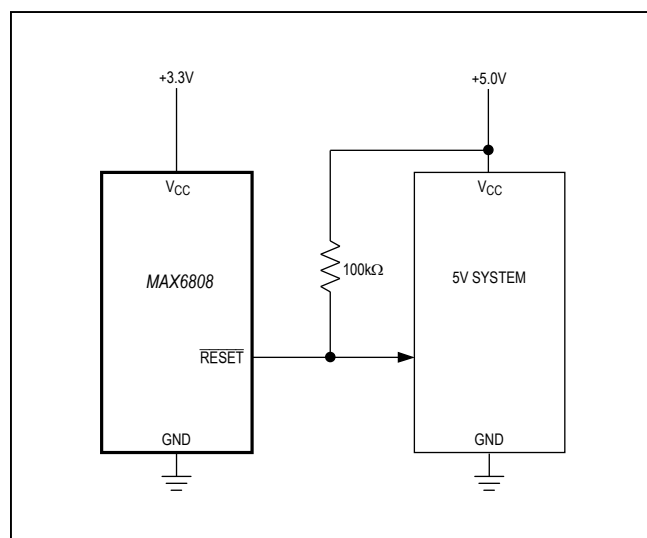 +3.3V
+5.0V
VCC
VCC
100kΩ
MAX6808
5V SYSTEM
RESET
GND
GND